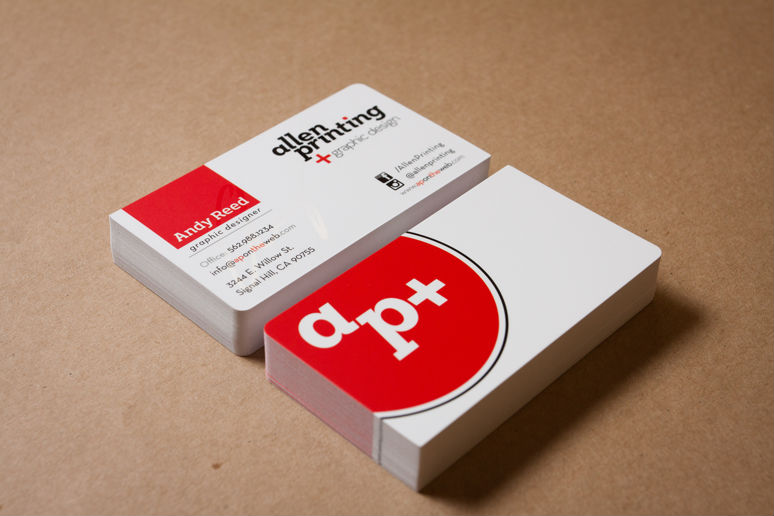 allen
printing
+graphic design
/AllenPrinting
@allenprinting
www.apontheweb.com
Andy Reed
graphic designer
Office 562.988.1234
info@apontheweb.com
3244 E. Willow St.
Signal Hill, CA 90755
ap+